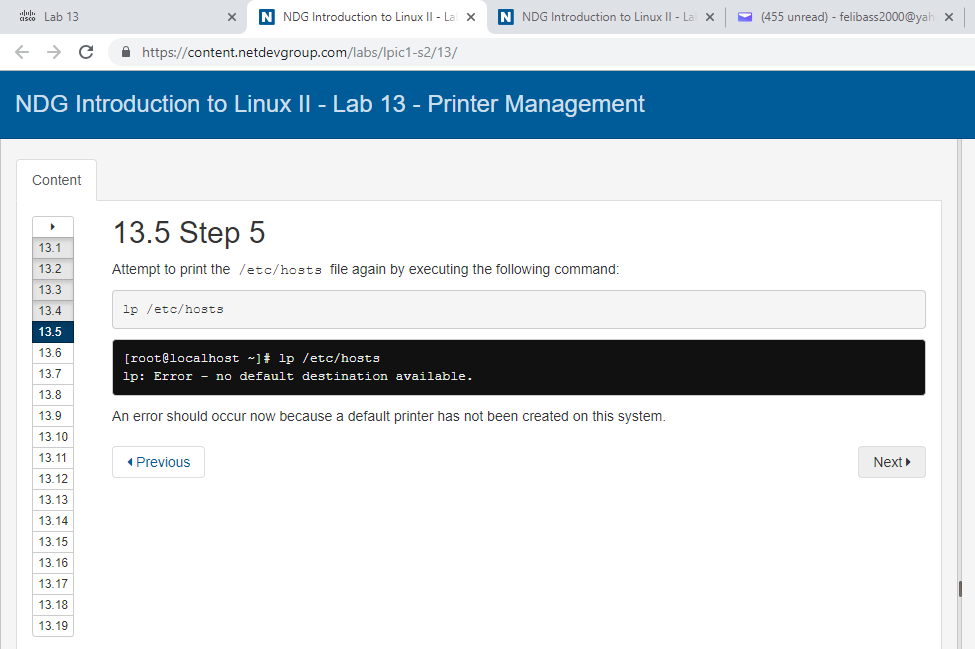 cisco Lab 13
N NDG Introduction to Linux II - La
N NDG Introduction to Linux II - La
(455 unread) - felibass2000@yah
https://content.netdevgroup.com/labs/lpic1-s2/13/
NDG Introduction to Linux II - Lab 13 - Printer Management
Content
13.1
13.2
13.3
13.4
13.5
13.6
13.7
13.8
13.9
13.10
13.11
13.12
13.13
13.14
13.15
13.16
13.17
13.18
13.19
13.5 Step 5
Attempt to print the /etc/hosts file again by executing the following command:
lp /etc/hosts
[root@localhost ~]# lp /etc/hosts
lp: Error - no default destination available.
An error should occur now because a default printer has not been created on this system.
Previous
Next